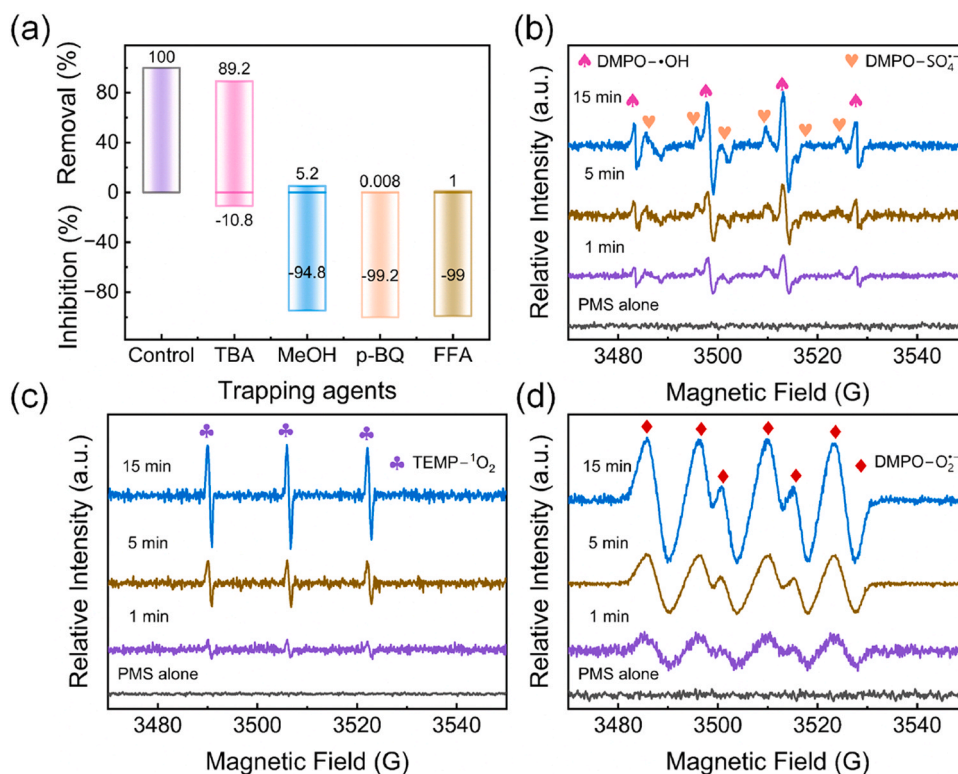 (a)
Removal (%)
Inhibition (%)
80
40
0
−40
−80
100
89.2
-10.8
5.2
-94.8
0.008
-99.2
1
-99
Control TBA MeOH p-BQ FFA
Trapping agents
(b)
Relative Intensity (a.u.)
DMPO-•OH
DMPO-SO₄•⁻
15 min
5 min
1 min
PMS alone
3480 3500 3520 3540
Magnetic Field (G)
(c)
Relative Intensity (a.u.)
TEMP-¹O₂
15 min
5 min
1 min
PMS alone
3480 3500 3520 3540
Magnetic Field (G)
(d)
Relative Intensity (a.u.)
DMPO-O₂•⁻
15 min
5 min
1 min
PMS alone
3480 3500 3520 3540
Magnetic Field (G)